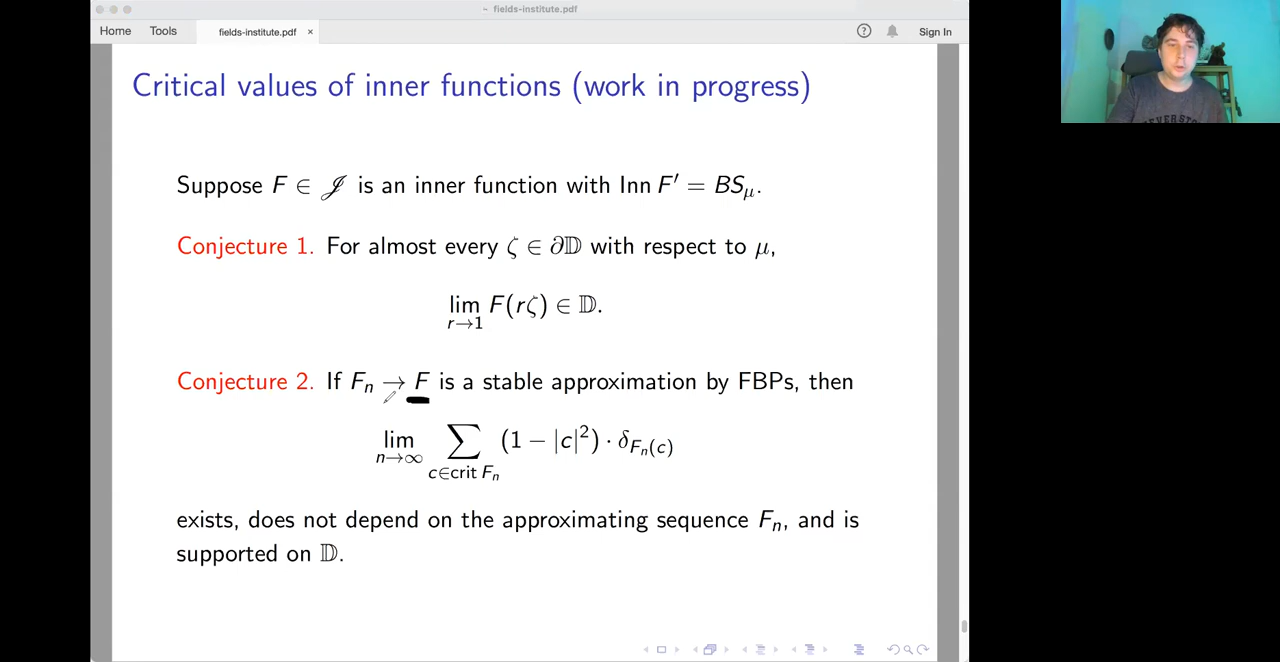 fields-institute.pdf
Home Tools fields-institute.pdf × ? Sign In
Critical values of inner functions (work in progress)
Suppose F ∈ 𝒥 is an inner function with Inn F′ = BS_μ.
Conjecture 1. For almost every ζ ∈ ∂𝔻 with respect to μ,
lim_{r→1} F(rζ) ∈ 𝔻.
Conjecture 2. If F_n → F is a stable approximation by FBPs, then
lim_{n→∞} ∑_{c∈crit F_n} (1 − |c|²) · δ_{F_n(c)}
exists, does not depend on the approximating sequence F_n, and is
supported on 𝔻.